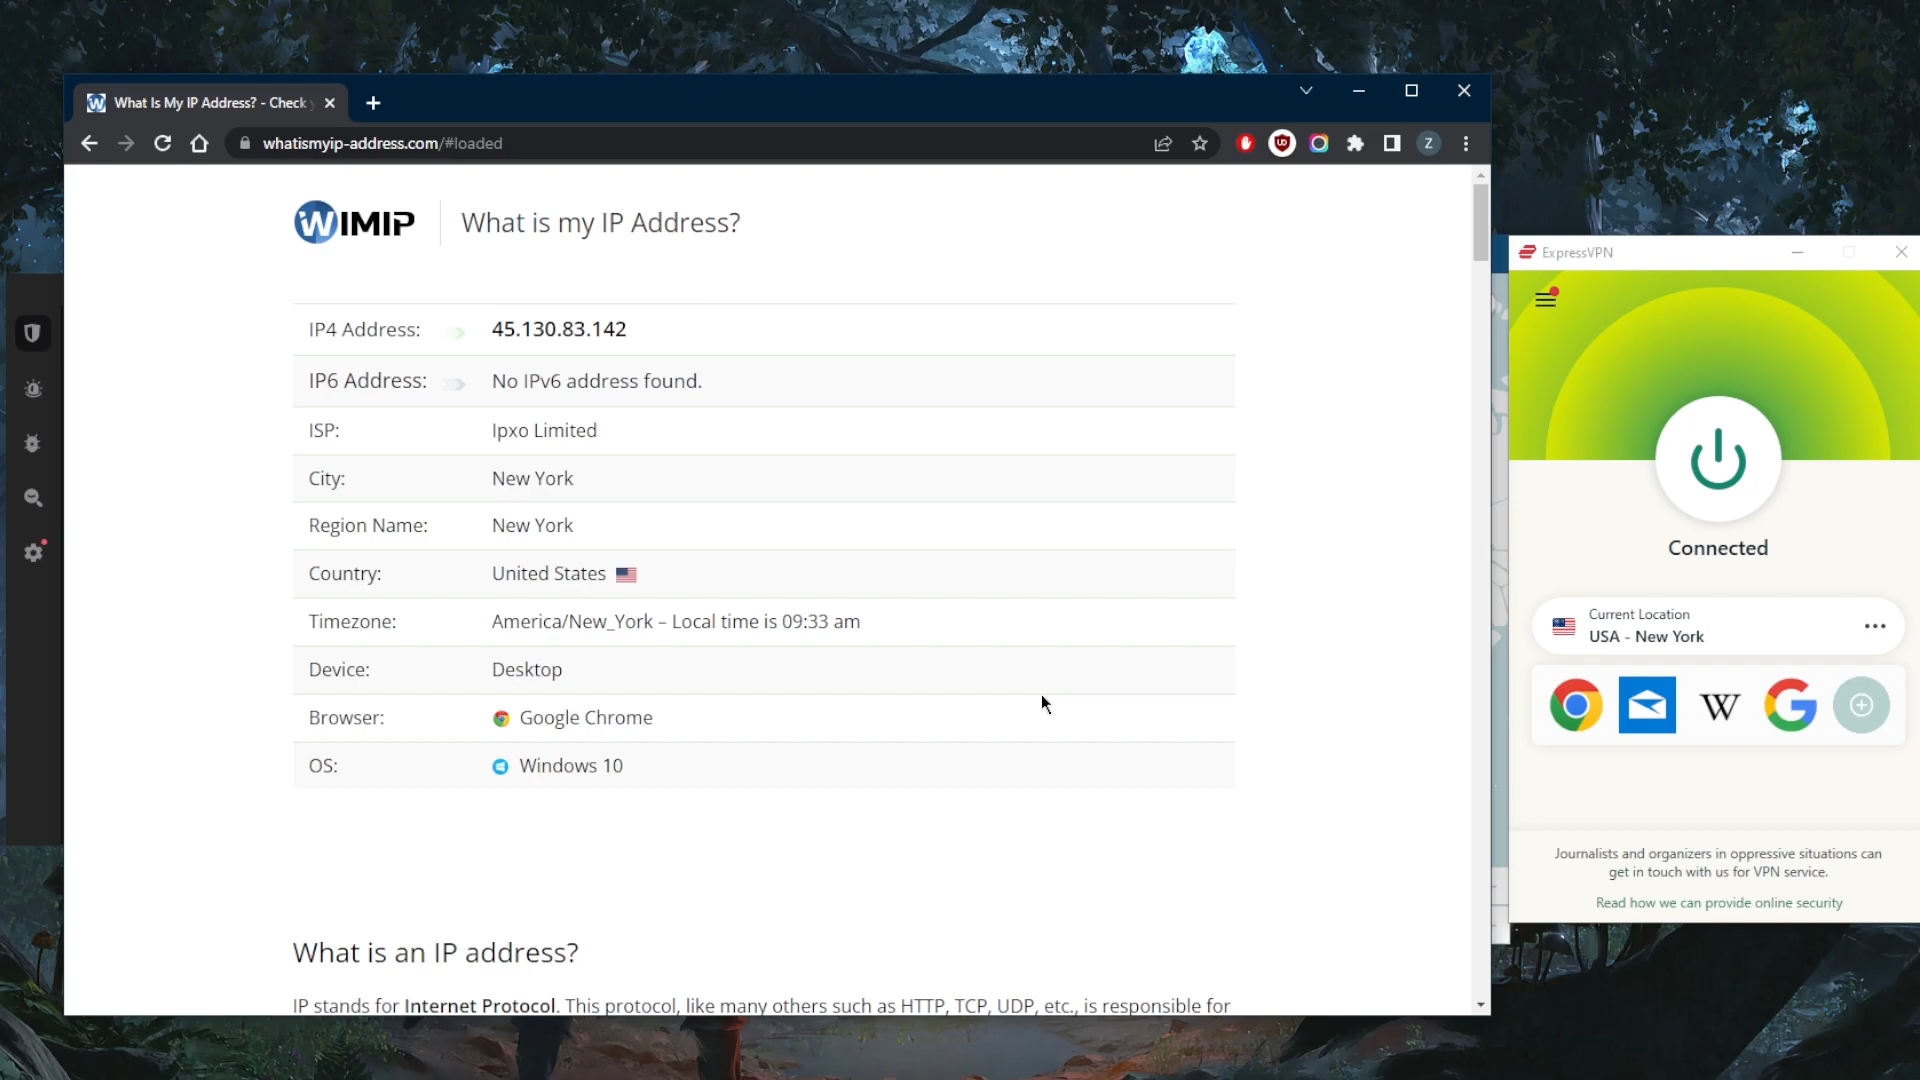 What Is My IP Address? - Check
whatismyip-address.com/#loaded
Z
WIMIP
What is my IP Address?
IP4 Address: 45.130.83.142
IP6 Address: No IPv6 address found.
ISP: Ipxo Limited
City: New York
Region Name: New York
Country: United States
Timezone: America/New_York – Local time is 09:33 am
Device: Desktop
Browser: Google Chrome
OS: Windows 10
What is an IP address?
IP stands for Internet Protocol. This protocol, like many others such as HTTP, TCP, UDP, etc., is responsible for
ExpressVPN
Connected
Current Location
USA - New York
W
Journalists and organizers in oppressive situations can
get in touch with us for VPN service.
Read how we can provide online security